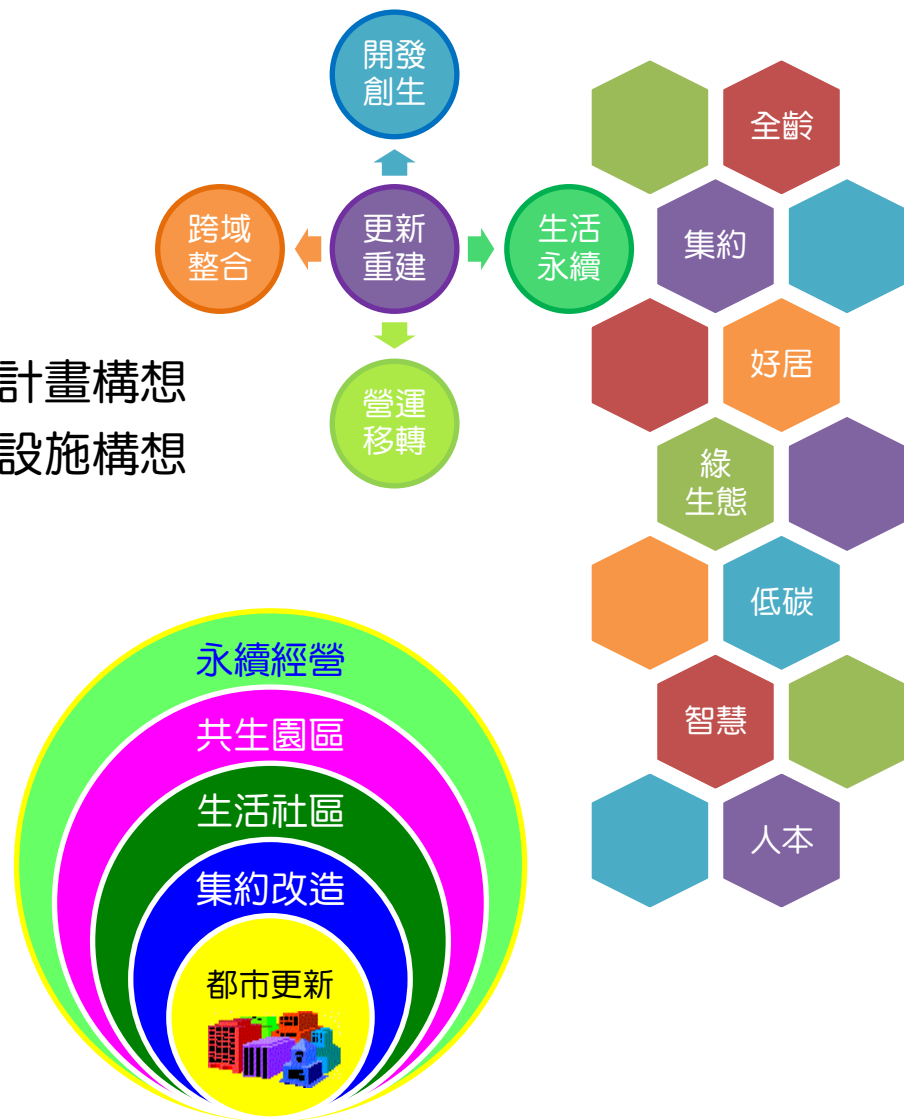 開發
創生
跨域
整合
更新
重建
生活
永續
營運
移轉
計畫構想
設施構想
全齡
集約
好居
綠
生態
低碳
智慧
人本
永續經營
共生園區
生活社區
集約改造
都市更新